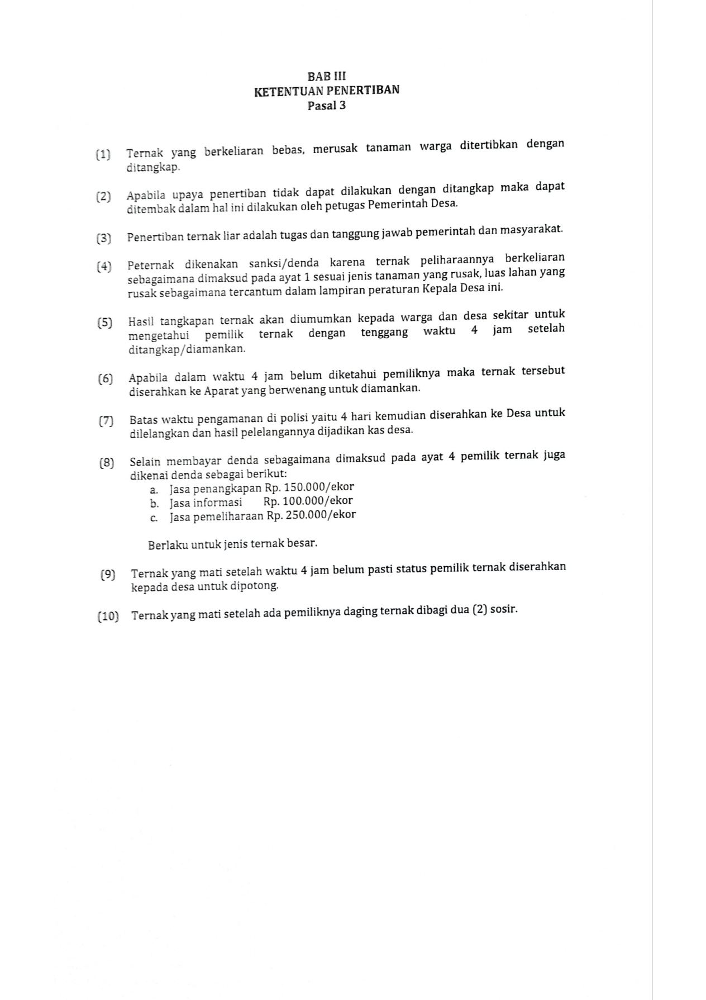 BAB III
KETENTUAN PENERTIBAN
Pasal 3
(1) Ternak yang berkeliaran bebas, merusak tanaman warga ditertibkan dengan
ditangkap.
(2) Apabila upaya penertiban tidak dapat dilakukan dengan ditangkap maka dapat
ditembak dalam hal ini dilakukan oleh petugas Pemerintah Desa.
(3) Penertiban ternak liar adalah tugas dan tanggung jawab pemerintah dan masyarakat.
(4) Peternak dikenakan sanksi/denda karena ternak peliharaannya berkeliaran
sebagaimana dimaksud pada ayat 1 sesuai jenis tanaman yang rusak, luas lahan yang
rusak sebagaimana tercantum dalam lampiran peraturan Kepala Desa ini.
(5) Hasil tangkapan ternak akan diumumkan kepada warga dan desa sekitar untuk
mengetahui pemilik ternak dengan tenggang waktu 4 jam setelah
ditangkap/diamankan.
(6) Apabila dalam waktu 4 jam belum diketahui pemiliknya maka ternak tersebut
diserahkan ke Aparat yang berwenang untuk diamankan.
(7) Batas waktu pengamanan di polisi yaitu 4 hari kemudian diserahkan ke Desa untuk
dilelangkan dan hasil pelelangannya dijadikan kas desa.
(8) Selain membayar denda sebagaimana dimaksud pada ayat 4 pemilik ternak juga
dikenai denda sebagai berikut:
a. Jasa penangkapan Rp. 150.000/ekor
b. Jasa informasi Rp. 100.000/ekor
c. Jasa pemeliharaan Rp. 250.000/ekor
Berlaku untuk jenis ternak besar.
(9) Ternak yang mati setelah waktu 4 jam belum pasti status pemilik ternak diserahkan
kepada desa untuk dipotong.
(10) Ternak yang mati setelah ada pemiliknya daging ternak dibagi dua (2) sosir.